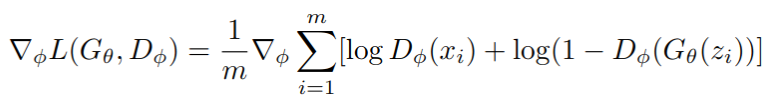 ∇_ϕ L(G_θ, D_ϕ) = \frac{1}{m} ∇_ϕ \sum_{i=1}^{m} [log D_ϕ(x_i) + log(1 − D_ϕ(G_θ(z_i))]